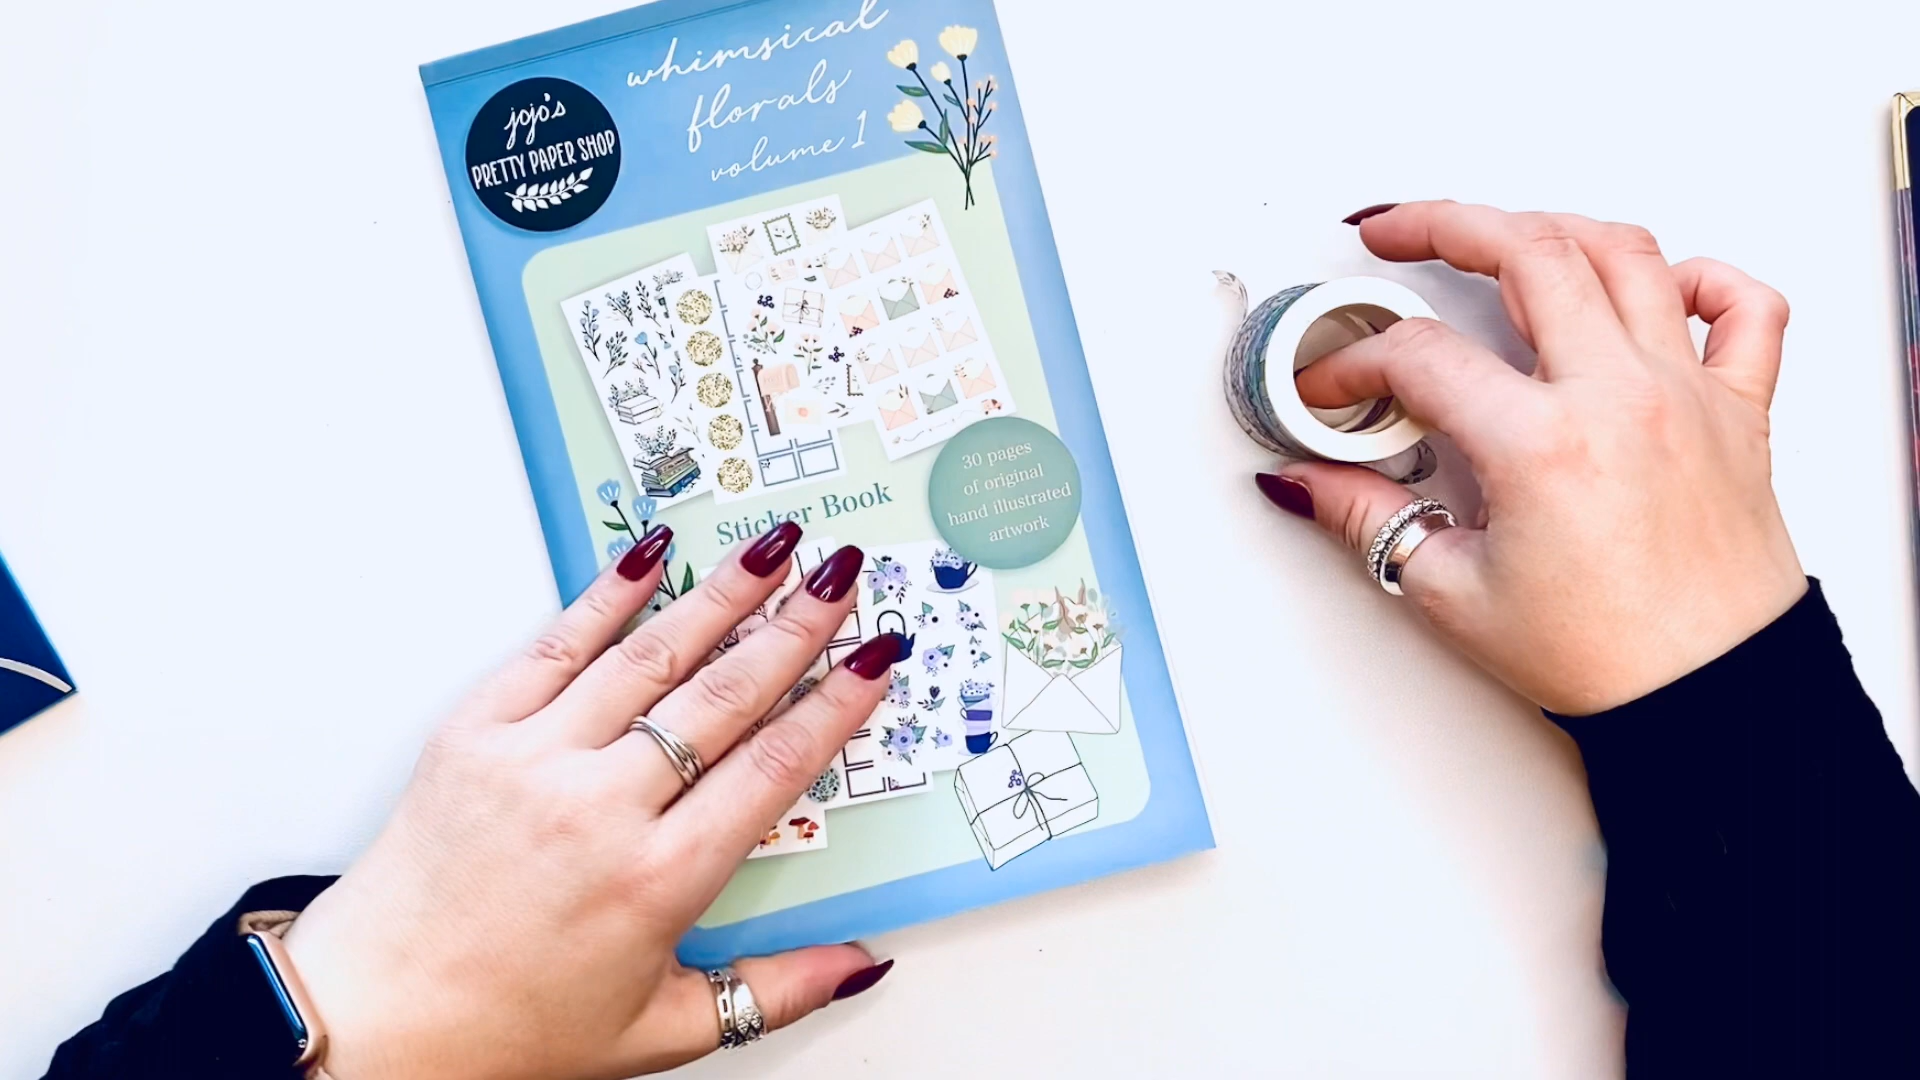 whimsical
florals
volume 1
jojo's
PRETTY PAPER SHOP
30 pages
of original
hand illustrated
artwork
Sticker Book